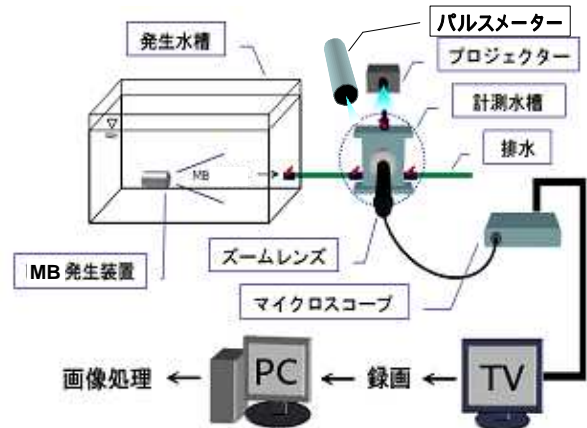 パルスメーター
発生水槽
プロジェクター
計測水槽
排水
MB
ズームレンズ
MB 発生装置
マイクロスコープ
画像処理
PC
録画
TV